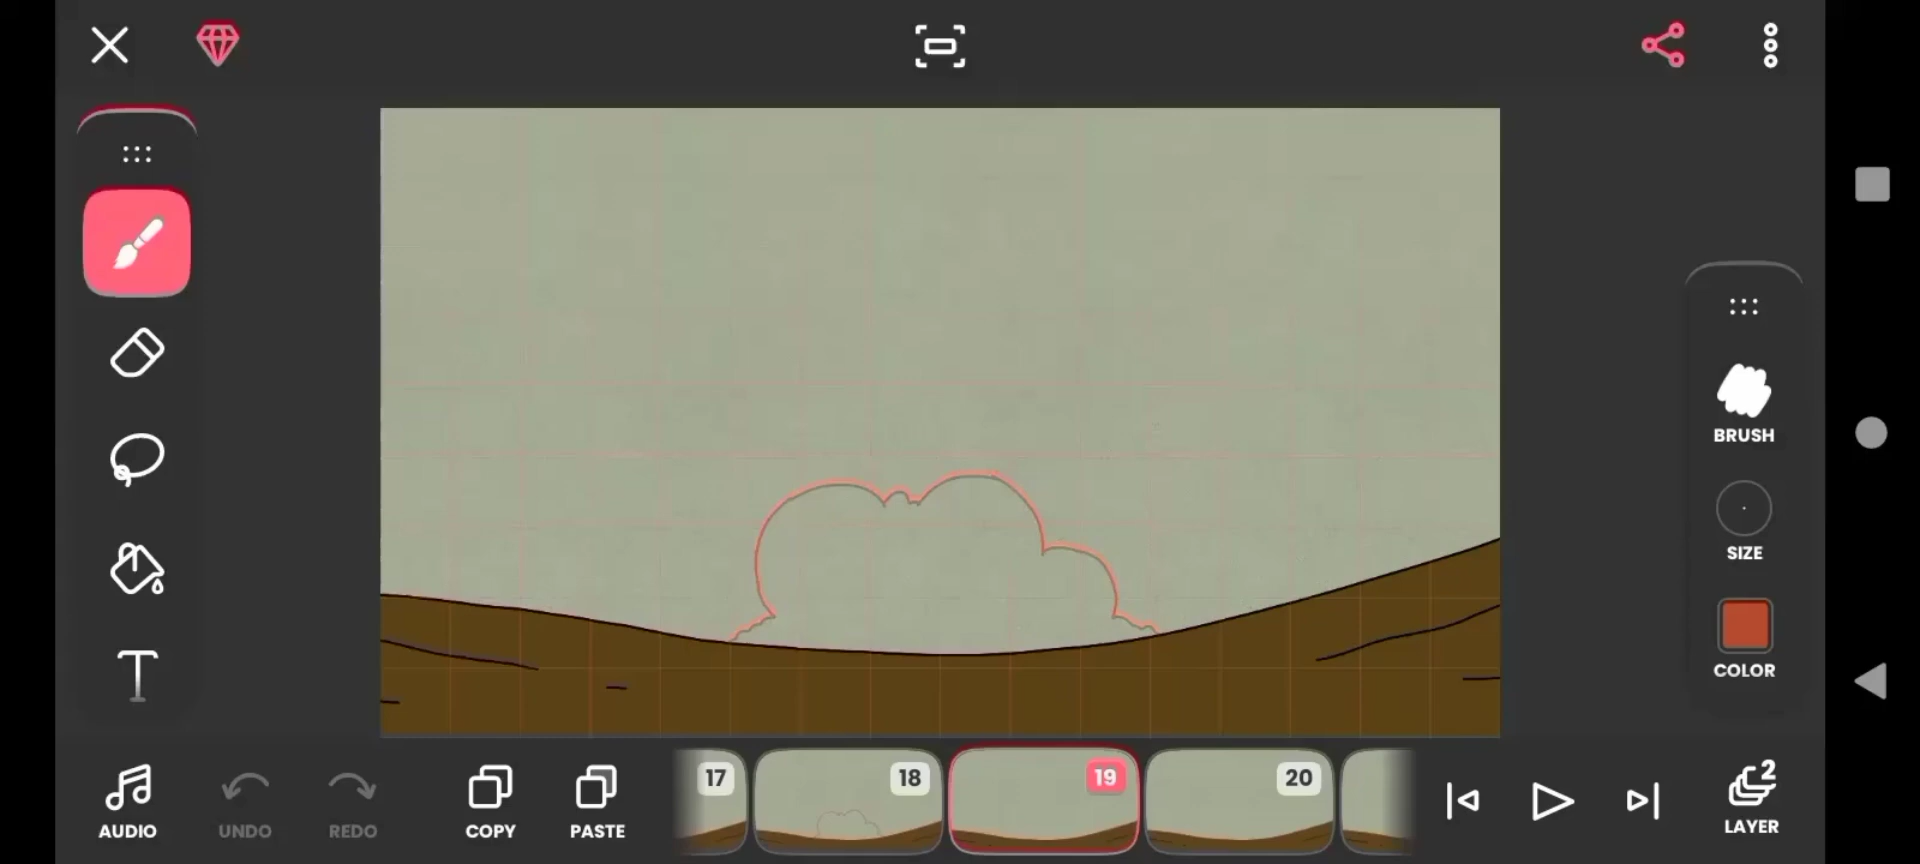 BRUSH
SIZE
COLOR
17
18
19
20
AUDIO
UNDO
REDO
COPY
PASTE
2
LAYER